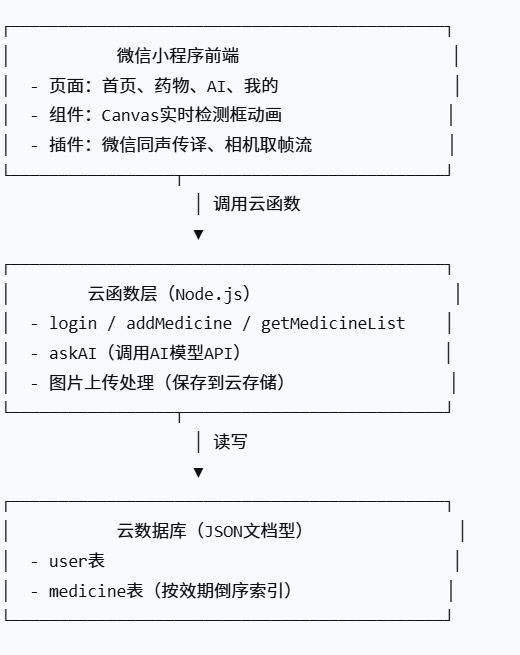 微信小程序前端
- 页面：首页、药物、AI、我的
- 组件：Canvas实时检测框动画
- 插件：微信同声传译、相机取帧流
调用云函数
云函数层（Node.js）
- login / addMedicine / getMedicineList
- askAI（调用AI模型API）
- 图片上传处理（保存到云存储）
读写
云数据库（JSON文档型）
- user表
- medicine表（按效期倒序索引）